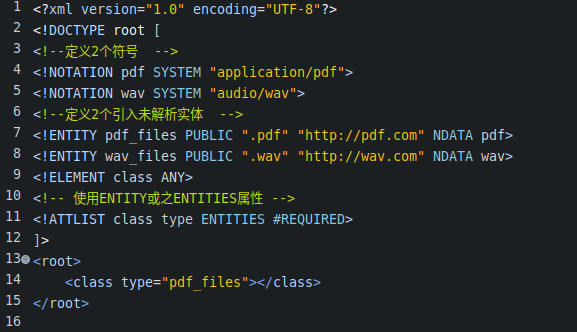 1 <?xml version="1.0" encoding="UTF-8"?>
2 <!DOCTYPE root [
3 <!--定义2个符号  -->
4 <!NOTATION pdf SYSTEM "application/pdf">
5 <!NOTATION wav SYSTEM "audio/wav">
6 <!--定义2个引入未解析实体  -->
7 <!ENTITY pdf_files PUBLIC ".pdf" "http://pdf.com" NDATA pdf>
8 <!ENTITY wav_files PUBLIC ".wav" "http://wav.com" NDATA wav>
9 <!ELEMENT class ANY>
10 <!-- 使用ENTITY或之ENTITIES属性 -->
11 <!ATTLIST class type ENTITIES #REQUIRED>
12 ]>
13 <root>
14     <class type="pdf_files"></class>
15 </root>
16